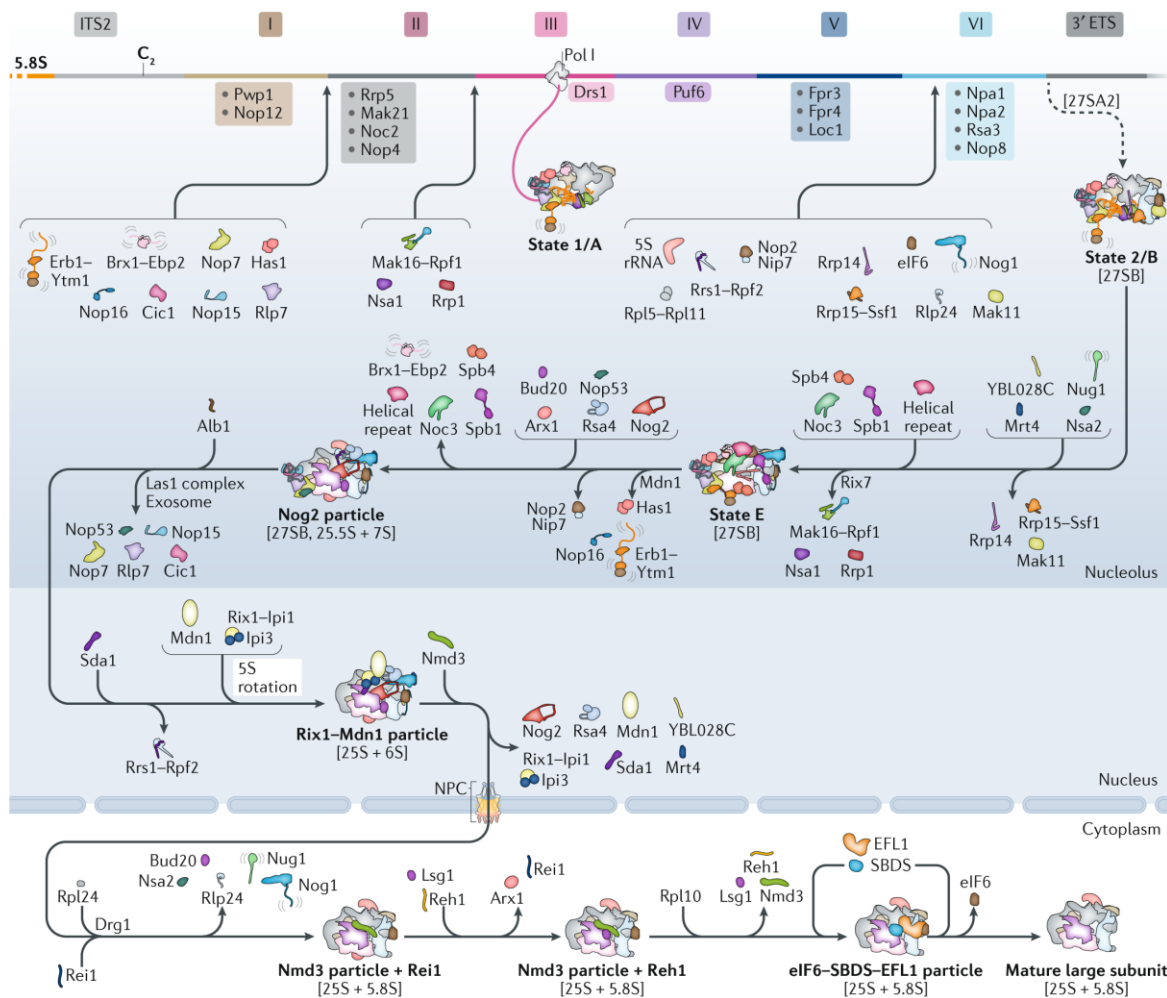 ITS2
I
II
III
IV
V
VI
3′ ETS
5.8S
C2
Pol I
• Pwp1
• Nop12
• Rrp5
• Mak21
• Noc2
• Nop4
Drs1
Puf6
• Fpr3
• Fpr4
• Loc1
• Npa1
• Npa2
• Rsa3
• Nop8
[27SA2]
Erb1–
Ytm1
Brx1–Ebp2
Nop7
Has1
Nop16
Cic1
Nop15
Rlp7
Mak16–Rpf1
Nsa1
Rrp1
State 1/A
5S
rRNA
Rrs1–Rpf2
Nop2
Nip7
Rpl5–Rpl11
Rrp14
eIF6
Nog1
Rrp15–Ssf1
Rlp24
Mak11
State 2/B
[27SB]
Alb1
Brx1–Ebp2
Spb4
Helical
repeat
Noc3
Spb1
Bud20
Nop53
Arx1
Rsa4
Nog2
Spb4
Noc3
Spb1
Helical
repeat
YBL028C
Nug1
Mrt4
Nsa2
Las1 complex
Exosome
Nop53
Nop15
Nop7
Rlp7
Cic1
Nog2 particle
[27SB, 25.5S + 7S]
Nop2
Nip7
Mdn1
Has1
Nop16
Erb1–
Ytm1
State E
[27SB]
Rix7
Mak16–Rpf1
Nsa1
Rrp1
Rrp14
Rrp15–Ssf1
Mak11
Nucleolus
Sda1
Mdn1
Rix1–Ipi1
Ipi3
5S
rotation
Rrs1–Rpf2
Rix1–Mdn1 particle
[25S + 6S]
Nmd3
Nog2
Rsa4
Mdn1
YBL028C
Rix1–Ipi1
Ipi3
Sda1
Mrt4
Nucleus
NPC
Cytoplasm
Rpl24
Drg1
Rei1
Bud20
Nsa2
Rlp24
Nug1
Nog1
Nmd3 particle + Rei1
[25S + 5.8S]
Lsg1
Reh1
Arx1
Rei1
Nmd3 particle + Reh1
[25S + 5.8S]
Rpl10
Reh1
Lsg1
Nmd3
EFL1
SBDS
eIF6–SBDS–EFL1 particle
[25S + 5.8S]
eIF6
Mature large subunit
[25S + 5.8S]